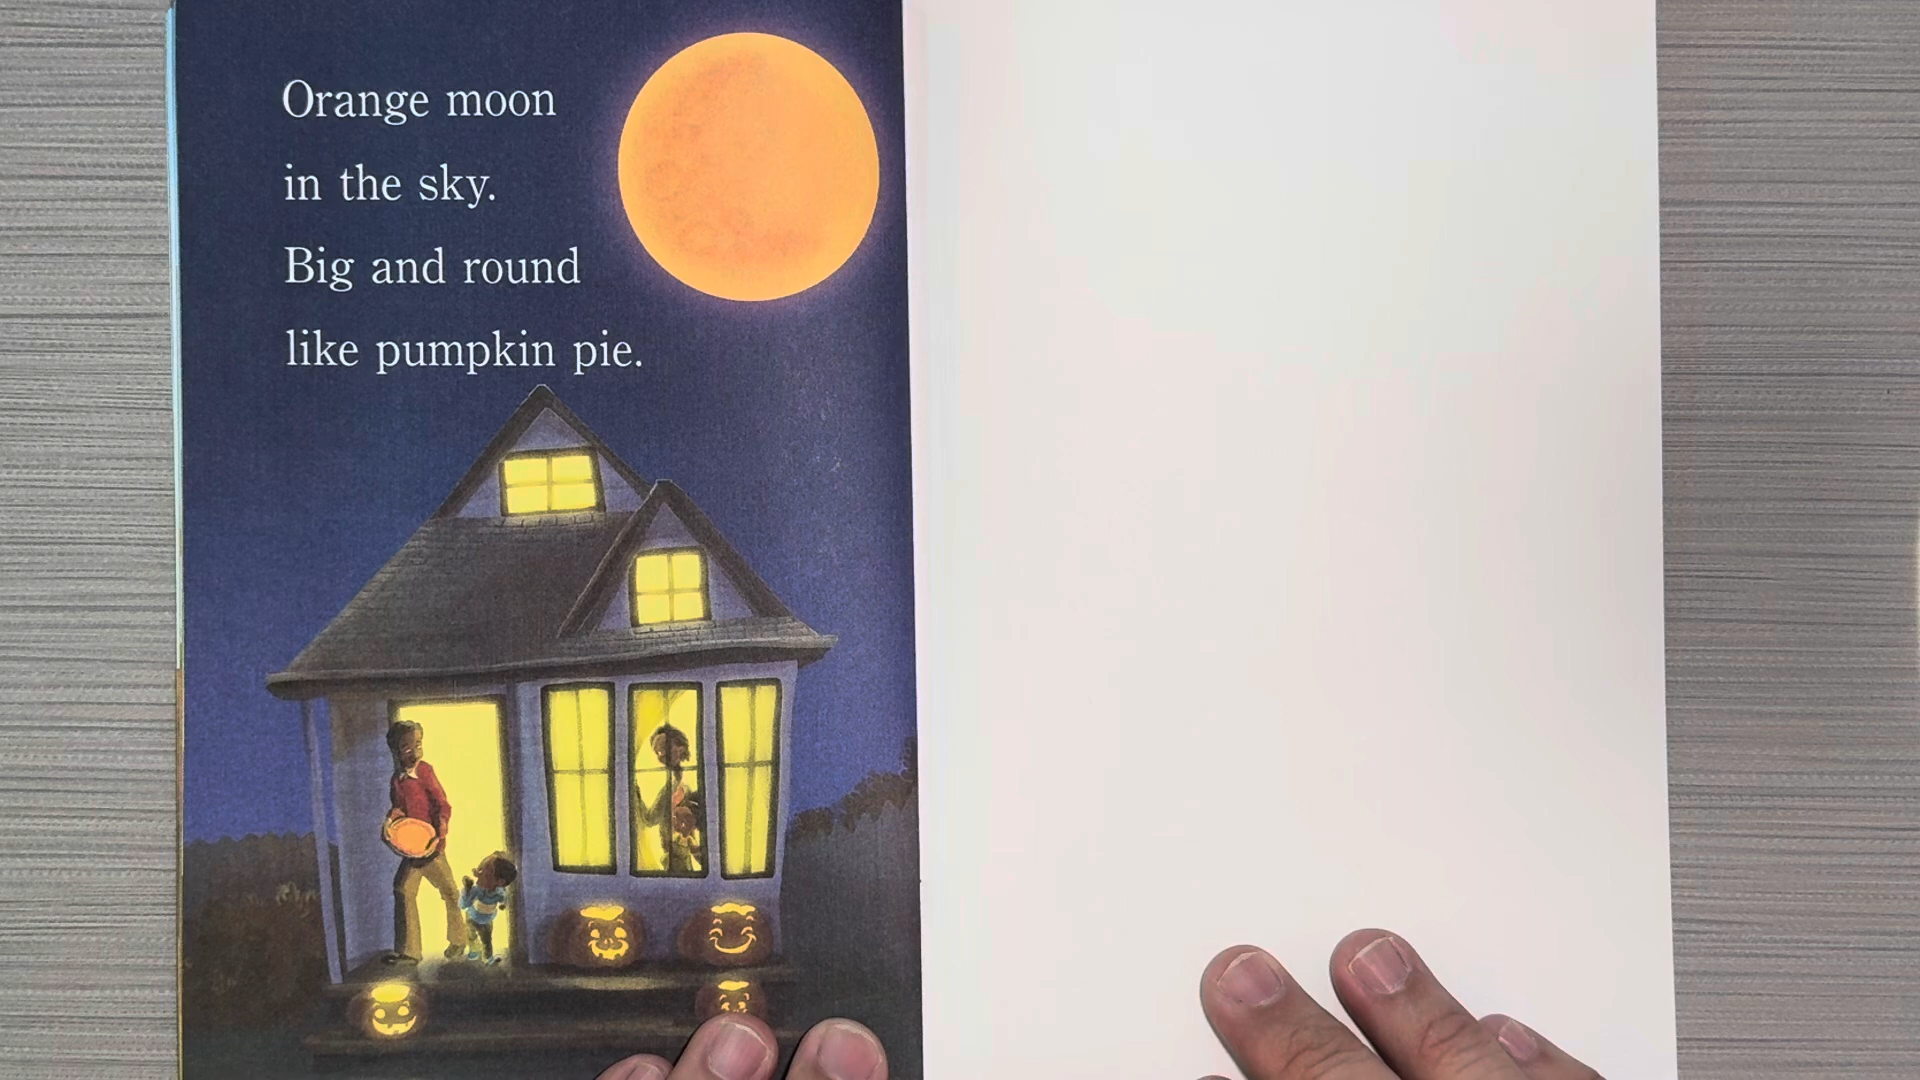 Orange moon
in the sky.
Big and round
like pumpkin pie.